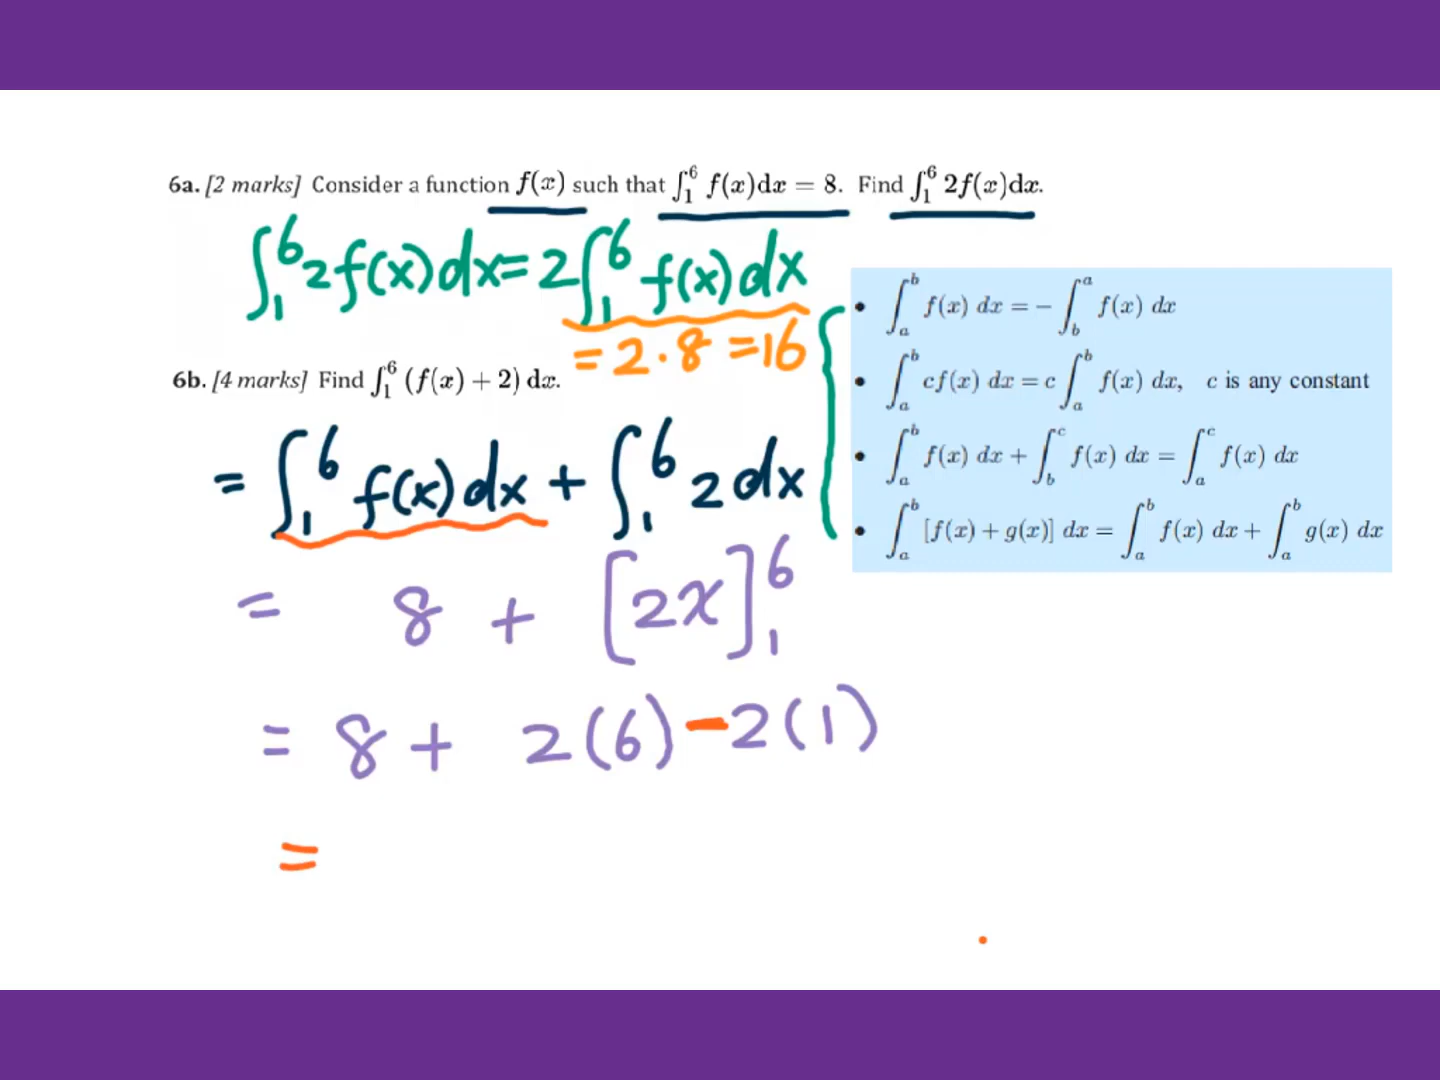 6a. [2 marks] Consider a function f(x) such that ∫₁⁶ f(x)dx = 8. Find ∫₁⁶ 2f(x)dx.
∫₁⁶ 2f(x)dx = 2∫₁⁶ f(x)dx
= 2 · 8 = 16
6b. [4 marks] Find ∫₁⁶ (f(x) + 2) dx.
= ∫₁⁶ f(x)dx + ∫₁⁶ 2dx
= 8 + [2x]₁⁶
= 8 + 2(6) - 2(1)
=
• ∫ₐᵇ f(x) dx = - ∫_b^a f(x) dx
• ∫ₐᵇ cf(x) dx = c ∫ₐᵇ f(x) dx, c is any constant
• ∫ₐᵇ f(x) dx + ∫_b^c f(x) dx = ∫ₐᶜ f(x) dx
• ∫ₐᵇ [f(x) + g(x)] dx = ∫ₐᵇ f(x) dx + ∫ₐᵇ g(x) dx